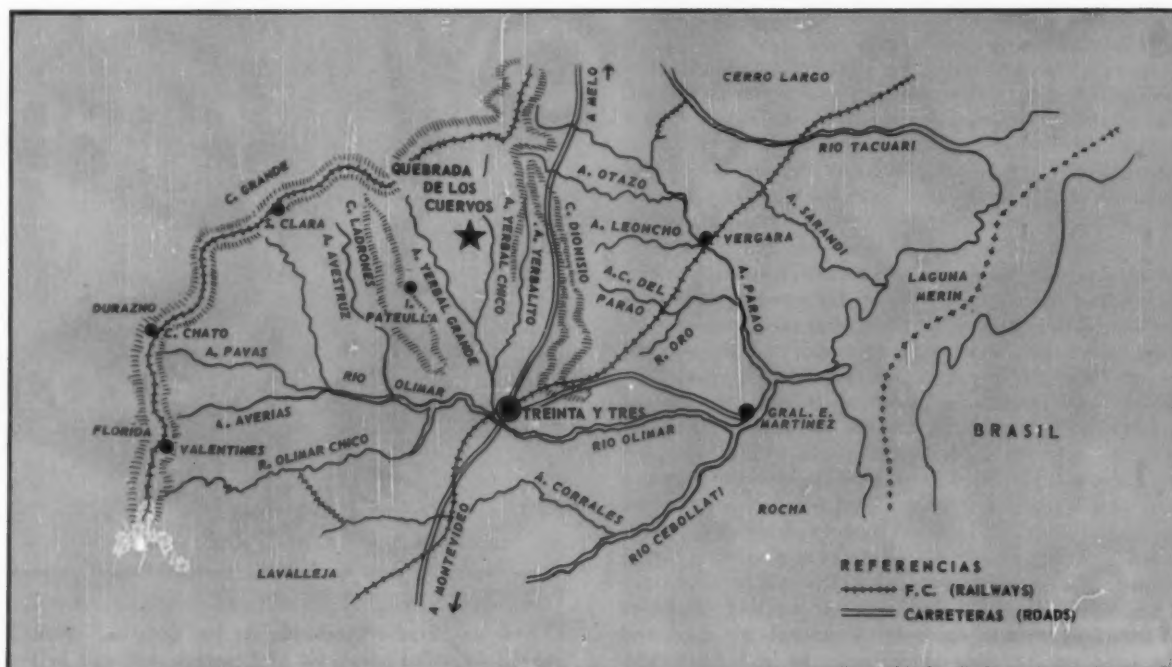 CERRO LARGO
A MELO
RIO TACUARI
QUEBRADA
DE LOS
CUERVOS
C. GRANDE
A. OTAZO
A. SARANDI
CLARA
A. LEONCHO
VERGARA
C. LADRONES
A. AVESTRUZ
A. YERBAL GRANDE
A. YERBAL CHICO
A. YERBALITO
C. DIONISIO
A.C. DEL
PARAO
A. PARAO
LAGUNA
MERIN
DURAZNO
C. CHATO
A. PAVAS
R. ORO
RIO OLIMAR
TREINTA Y TRES
GRAL. E.
MARTINEZ
A. AVERIAS
FLORIDA
VALENTINES
R. OLIMAR CHICO
RIO OLIMAR
BRASIL
A. CORRALES
RIO CEBOLLATI
ROCHA
LAVALLEJA
A MONTEVIDEO
REFERENCIAS
F.C. (RAILWAYS)
CARRETERAS (ROADS)